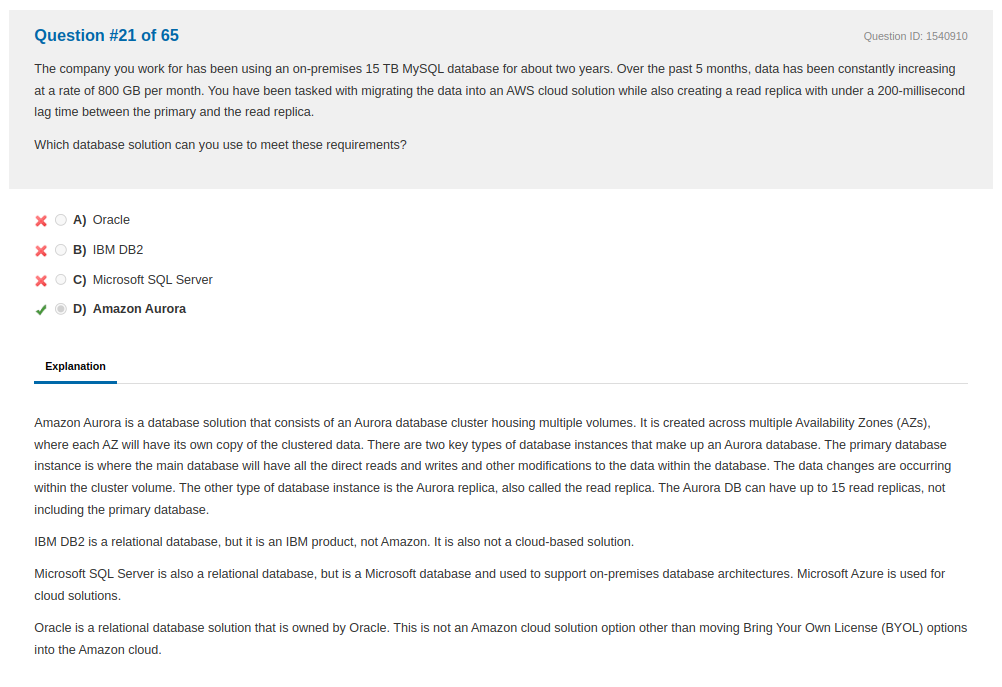 Question #21 of 65
Question ID: 1540910
The company you work for has been using an on-premises 15 TB MySQL database for about two years. Over the past 5 months, data has been constantly increasing
at a rate of 800 GB per month. You have been tasked with migrating the data into an AWS cloud solution while also creating a read replica with under a 200-millisecond
lag time between the primary and the read replica.
Which database solution can you use to meet these requirements?
A) Oracle
B) IBM DB2
C) Microsoft SQL Server
D) Amazon Aurora
Explanation
Amazon Aurora is a database solution that consists of an Aurora database cluster housing multiple volumes. It is created across multiple Availability Zones (AZs),
where each AZ will have its own copy of the clustered data. There are two key types of database instances that make up an Aurora database. The primary database
instance is where the main database will have all the direct reads and writes and other modifications to the data within the database. The data changes are occurring
within the cluster volume. The other type of database instance is the Aurora replica, also called the read replica. The Aurora DB can have up to 15 read replicas, not
including the primary database.
IBM DB2 is a relational database, but it is an IBM product, not Amazon. It is also not a cloud-based solution.
Microsoft SQL Server is also a relational database, but is a Microsoft database and used to support on-premises database architectures. Microsoft Azure is used for
cloud solutions.
Oracle is a relational database solution that is owned by Oracle. This is not an Amazon cloud solution option other than moving Bring Your Own License (BYOL) options
into the Amazon cloud.